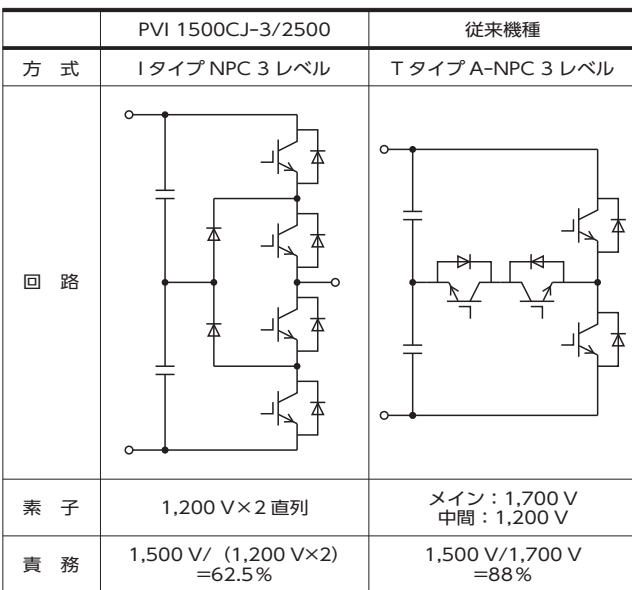 PVI 1500CJ-3/2500 従来機種
方 式 I タイプ NPC 3 レベル T タイプ A-NPC 3 レベル
回 路
素 子 1,200 V×2 直列 メイン：1,700 V
中間：1,200 V
責 務 1,500 V/（1,200 V×2） 1,500 V/1,700 V
=62.5% =88%